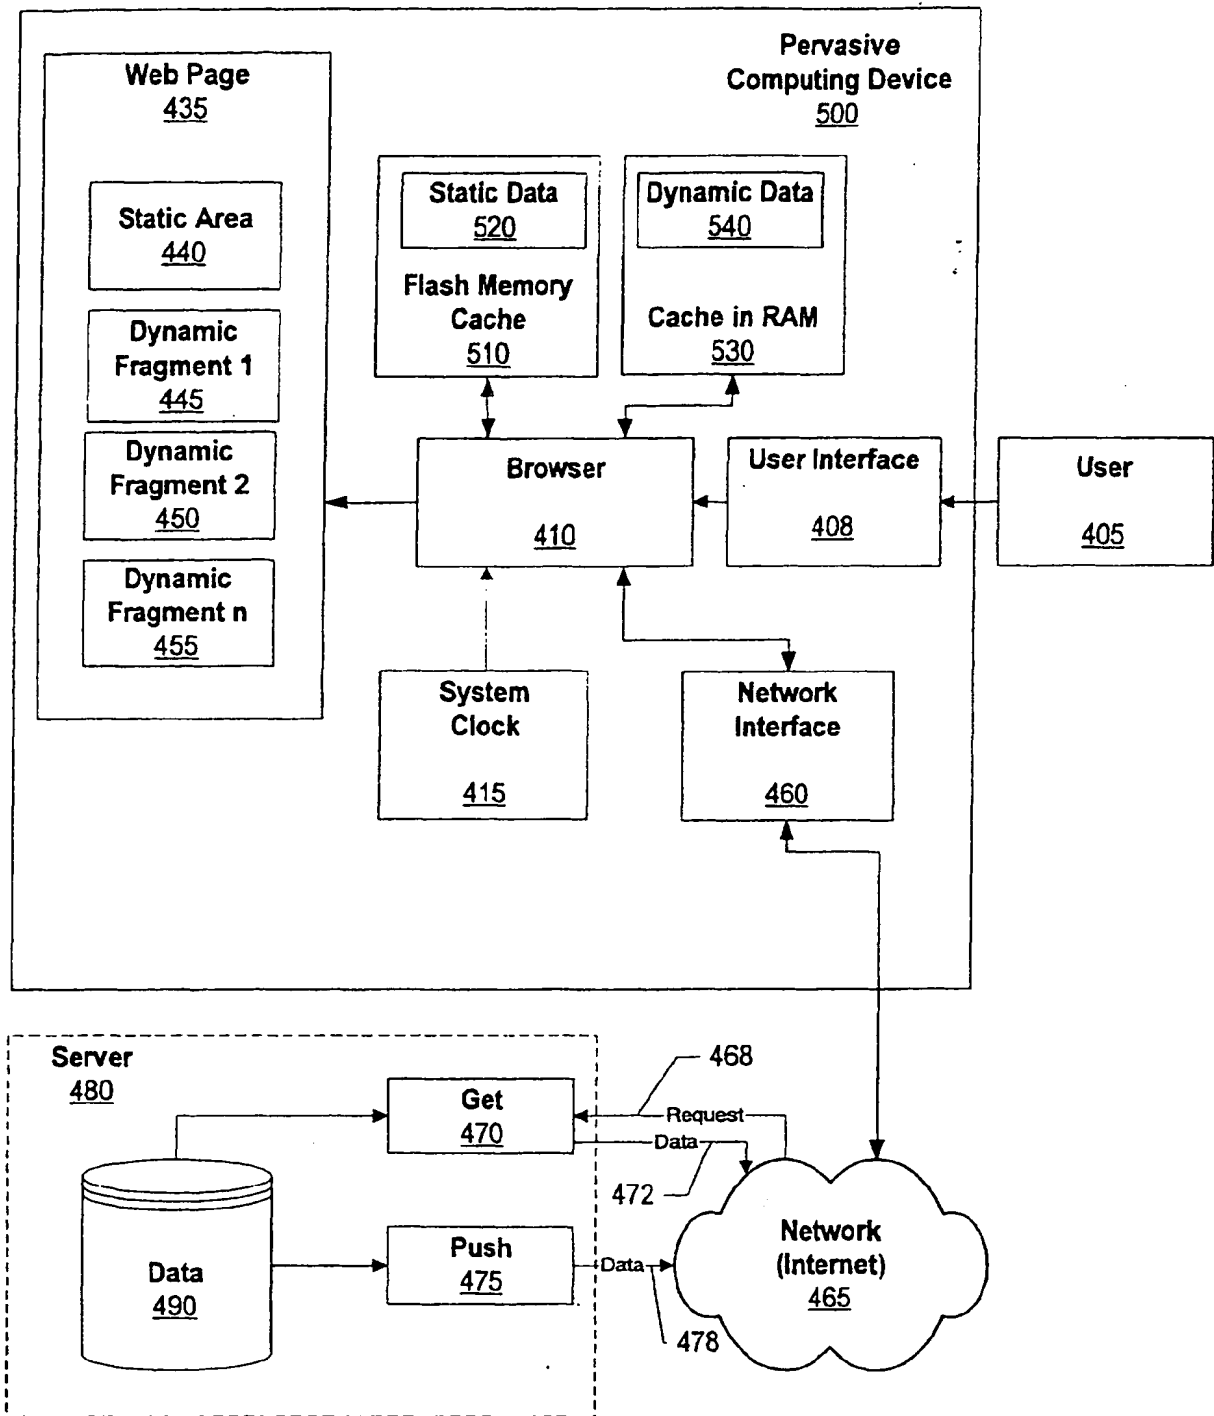 Pervasive
Computing Device
500
Web Page
435
Static Area
440
Dynamic
Fragment 1
445
Dynamic
Fragment 2
450
Dynamic
Fragment n
455
Static Data
520
Flash Memory
Cache
510
Dynamic Data
540
Cache in RAM
530
Browser
410
User Interface
408
User
405
System
Clock
415
Network
Interface
460
Server
480
Get
470
468
Request
Data
472
Data
490
Push
475
Data
478
Network
(Internet)
465